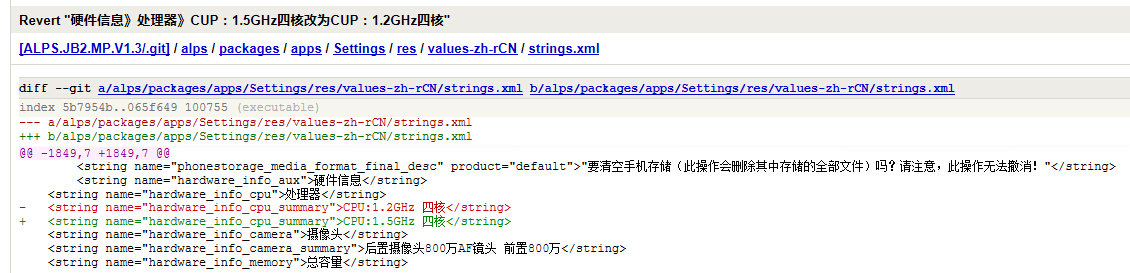 Revert "硬件信息》处理器》CUP：1.5GHz四核改为CUP：1.2GHz四核"
[ALPS.JB2.MP.V1.3/.git] / alps / packages / apps / Settings / res / values-zh-rCN / strings.xml
diff --git a/alps/packages/apps/Settings/res/values-zh-rCN/strings.xml b/alps/packages/apps/Settings/res/values-zh-rCN/strings.xml
index 5b7954b..065f649 100755 (executable)
--- a/alps/packages/apps/Settings/res/values-zh-rCN/strings.xml
+++ b/alps/packages/apps/Settings/res/values-zh-rCN/strings.xml
@@ -1849,7 +1849,7 @@
<string name="phonestorage_media_format_final_desc" product="default">"要清空手机存储（此操作会删除其中存储的全部文件）吗？请注意，此操作无法撤消！"</string>
<string name="hardware_info_aux">硬件信息</string>
<string name="hardware_info_cpu">处理器</string>
- <string name="hardware_info_cpu_summary">CPU:1.2GHz 四核</string>
+ <string name="hardware_info_cpu_summary">CPU:1.5GHz 四核</string>
<string name="hardware_info_camera">摄像头</string>
<string name="hardware_info_camera_summary">后置摄像头800万AF镜头 前置800万</string>
<string name="hardware_info_memory">总容量</string>